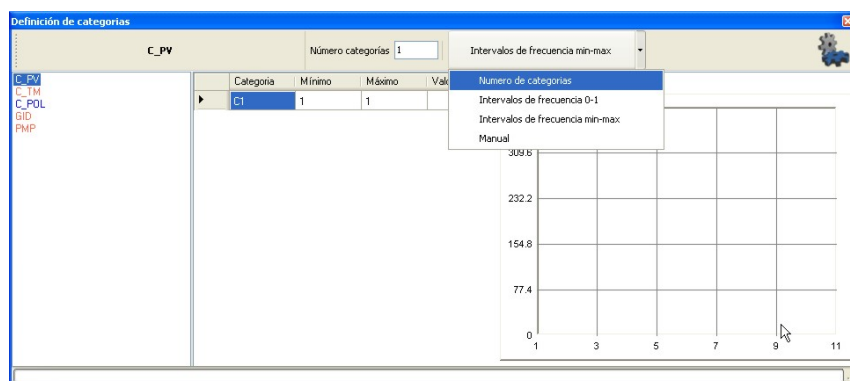 Definición de categorias
C_PV Número categorías 1 Intervalos de frecuencia min-max
C_PV
C_TM
C_POL
GID
PMP
Categoria Mínimo Máximo
C1 1 1
Numero de categorias
Intervalos de frecuencia 0-1
Intervalos de frecuencia min-max
Manual
309.6
232.2
154.8
77.4
0
1 3 5 7 9 11